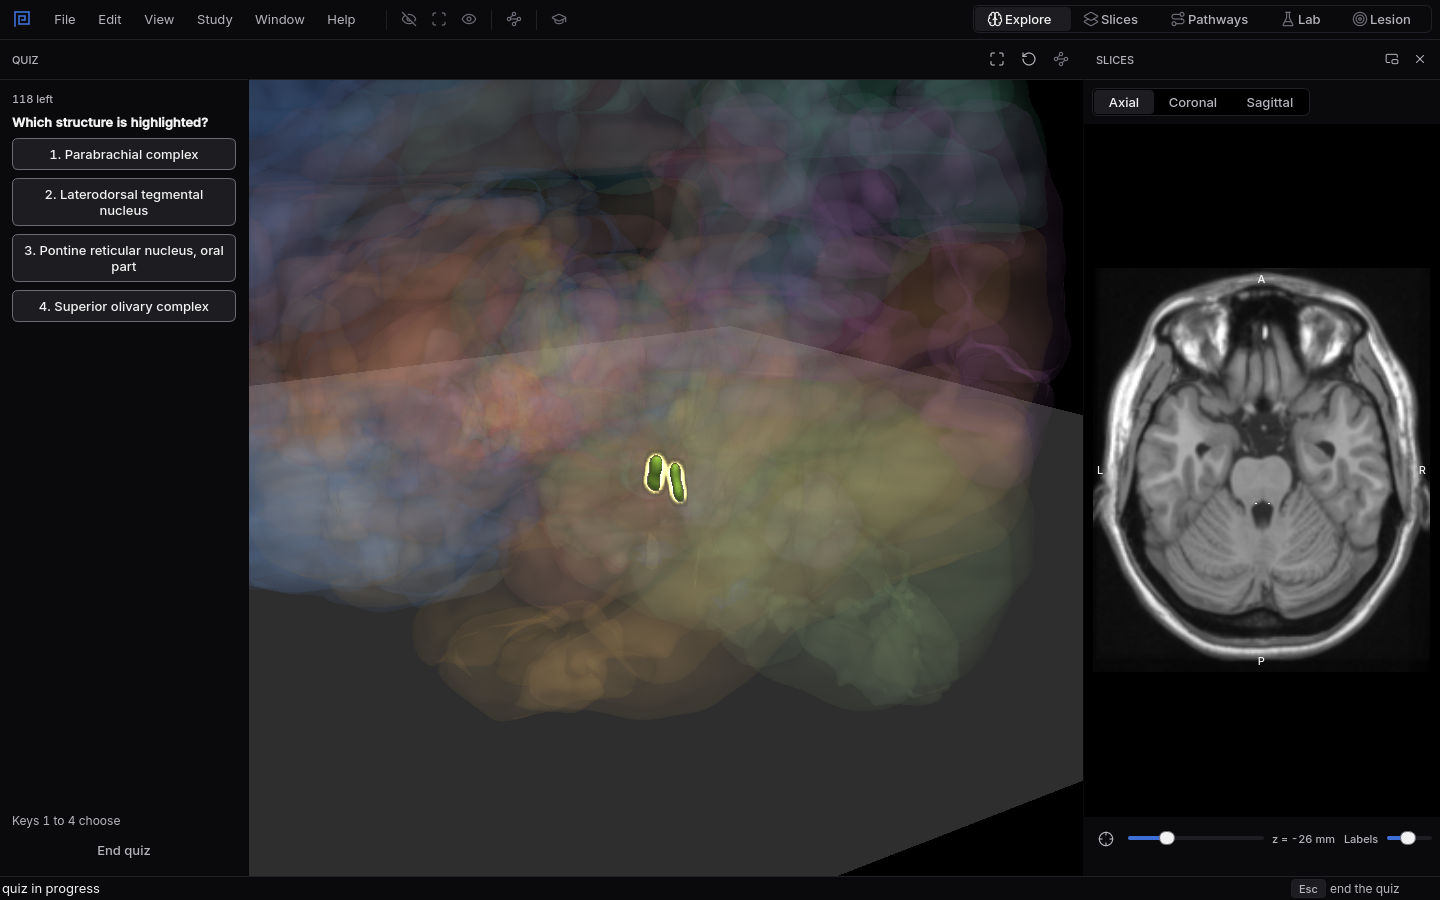 File Edit View Study Window Help
Explore Slices Pathways Lab Lesion
QUIZ
SLICES
118 left
Which structure is highlighted?
1. Parabrachial complex
2. Laterodorsal tegmental
nucleus
3. Pontine reticular nucleus, oral
part
4. Superior olivary complex
Axial Coronal Sagittal
A
L
R
P
Keys 1 to 4 choose
End quiz
z = -26 mm Labels
quiz in progress
Esc end the quiz